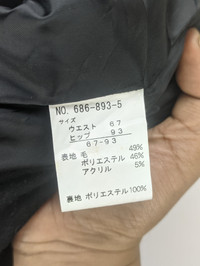 NO. 686-893-5
サイズ
ウエスト 67
ヒップ 93
67-93
表地 毛 49%
ポリエステル 46%
アクリル 5%
裏地 ポリエステル100%